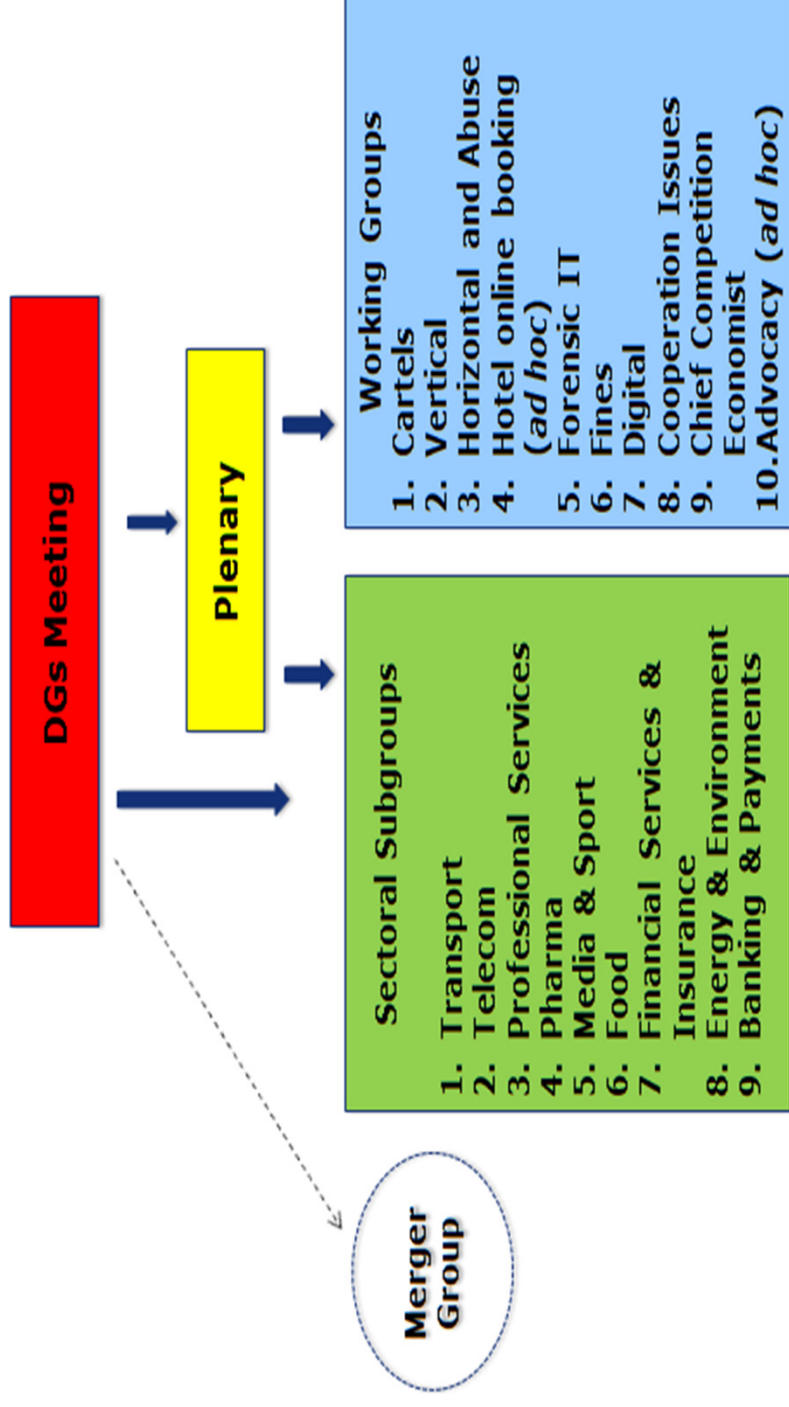 DGs Meeting
Plenary
Merger
Group
Sectoral Subgroups
1. Transport
2. Telecom
3. Professional Services
4. Pharma
5. Media & Sport
6. Food
7. Financial Services &
Insurance
8. Energy & Environment
9. Banking & Payments
Working Groups
1. Cartels
2. Vertical
3. Horizontal and Abuse
4. Hotel online booking
(ad hoc)
5. Forensic IT
6. Fines
7. Digital
8. Cooperation Issues
9. Chief Competition
Economist
10.Advocacy (ad hoc)